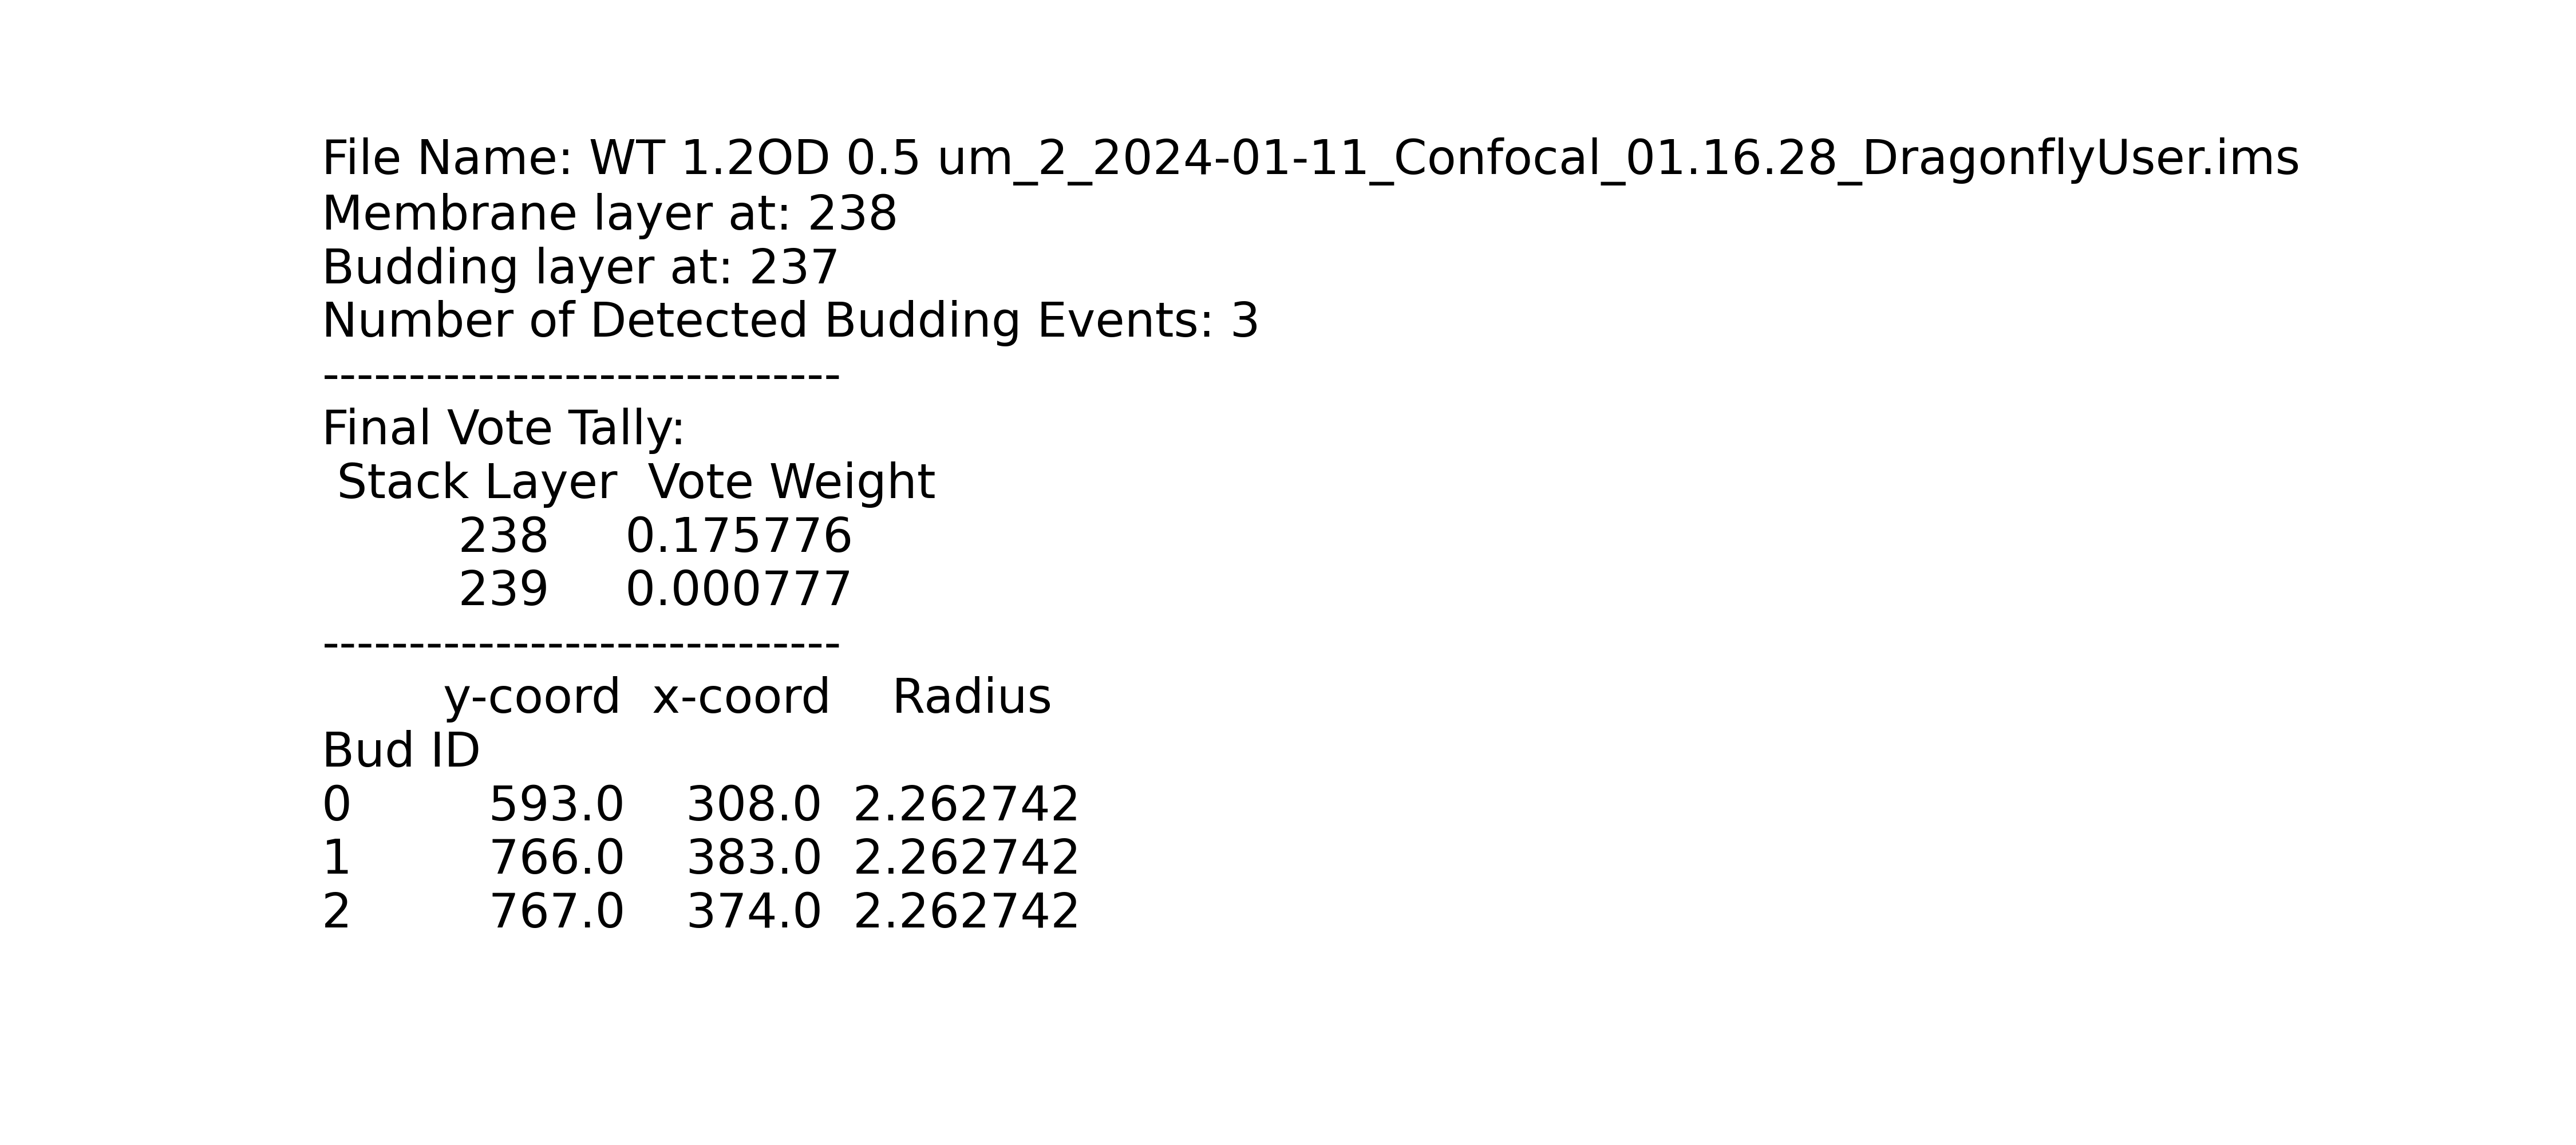 File Name: WT 1.2OD 0.5 um_2_2024-01-11_Confocal_01.16.28_DragonflyUser.ims
Membrane layer at: 238
Budding layer at: 237
Number of Detected Budding Events: 3
------------------------------
Final Vote Tally:
 Stack Layer  Vote Weight
         238     0.175776
         239     0.000777
------------------------------
        y-coord  x-coord    Radius
Bud ID
0         593.0    308.0  2.262742
1         766.0    383.0  2.262742
2         767.0    374.0  2.262742